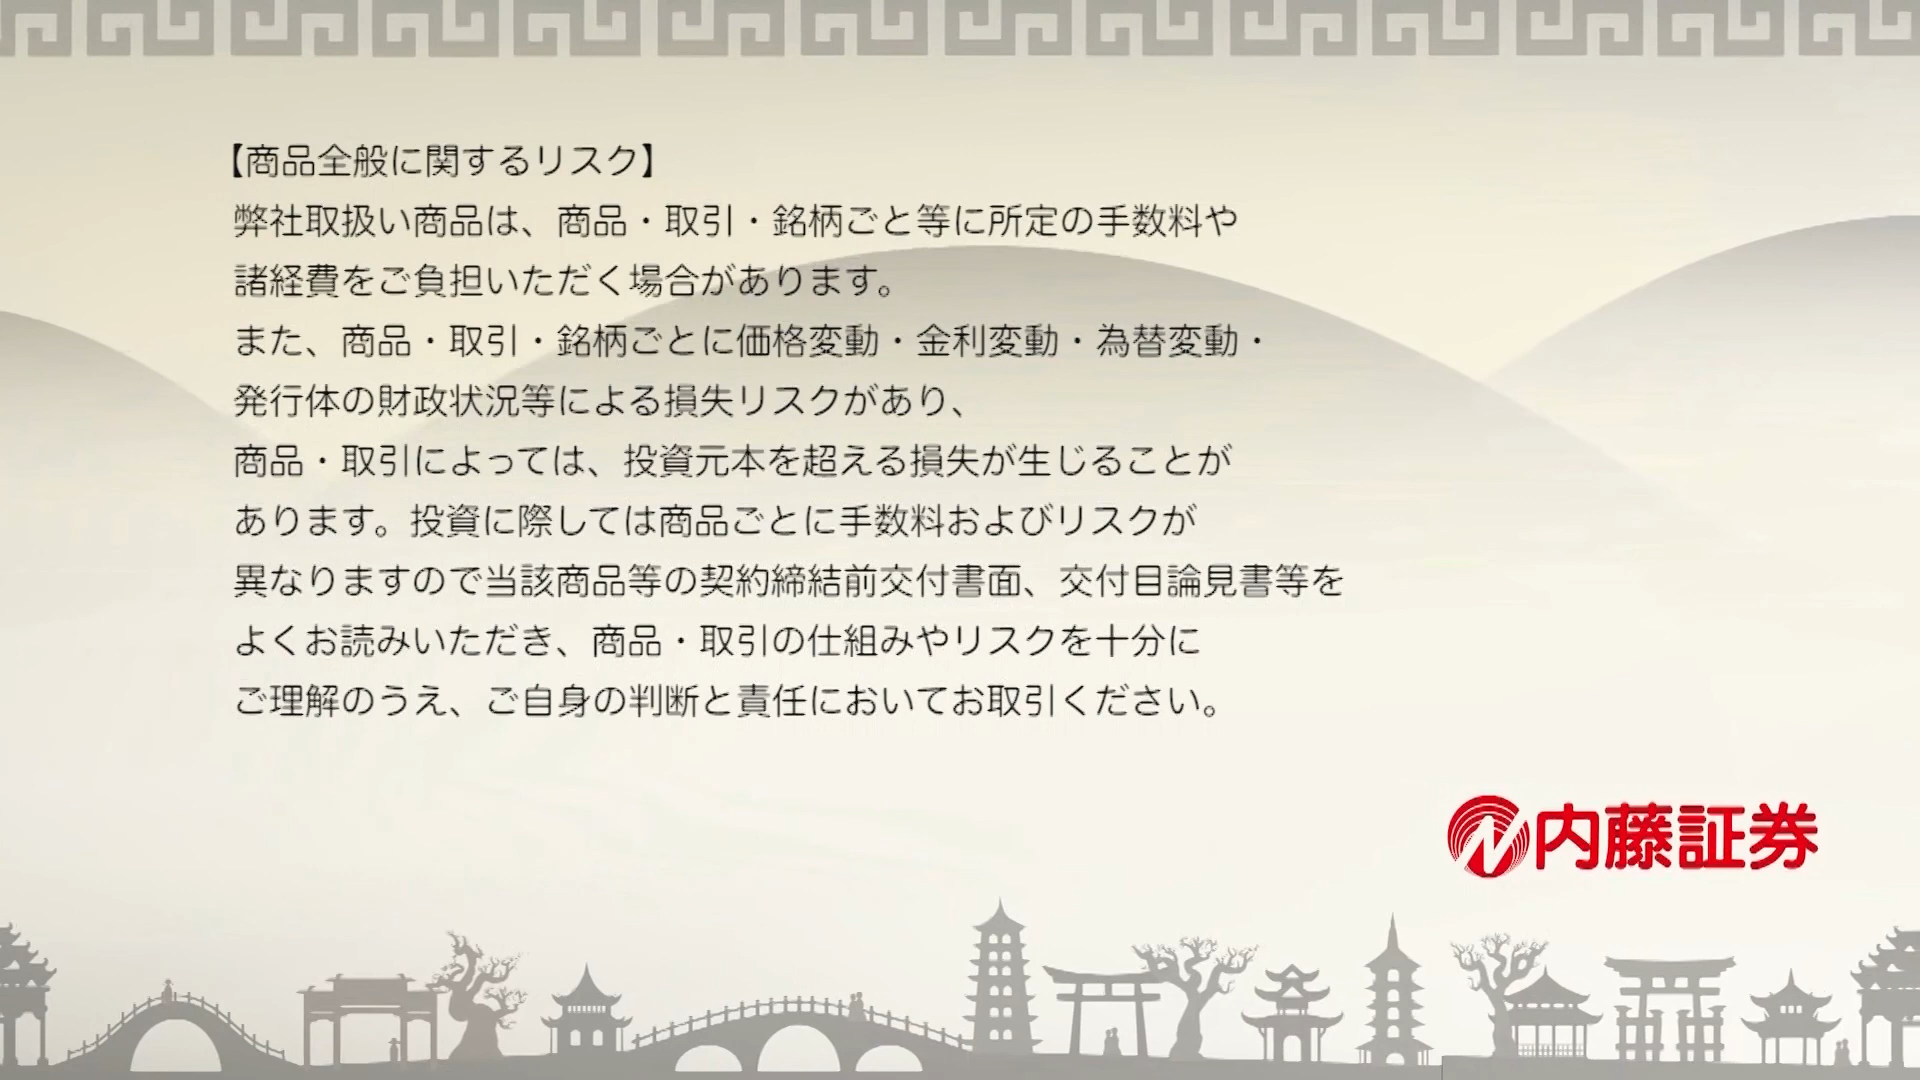 【商品全般に関するリスク】
弊社取扱い商品は、商品・取引・銘柄ごと等に所定の手数料や
諸経費をご負担いただく場合があります。
また、商品・取引・銘柄ごとに価格変動・金利変動・為替変動・
発行体の財政状況等による損失リスクがあり、
商品・取引によっては、投資元本を超える損失が生じることが
あります。投資に際しては商品ごとに手数料およびリスクが
異なりますので当該商品等の契約締結前交付書面、交付目論見書等を
よくお読みいただき、商品・取引の仕組みやリスクを十分に
ご理解のうえ、ご自身の判断と責任においてお取引ください。
内藤証券